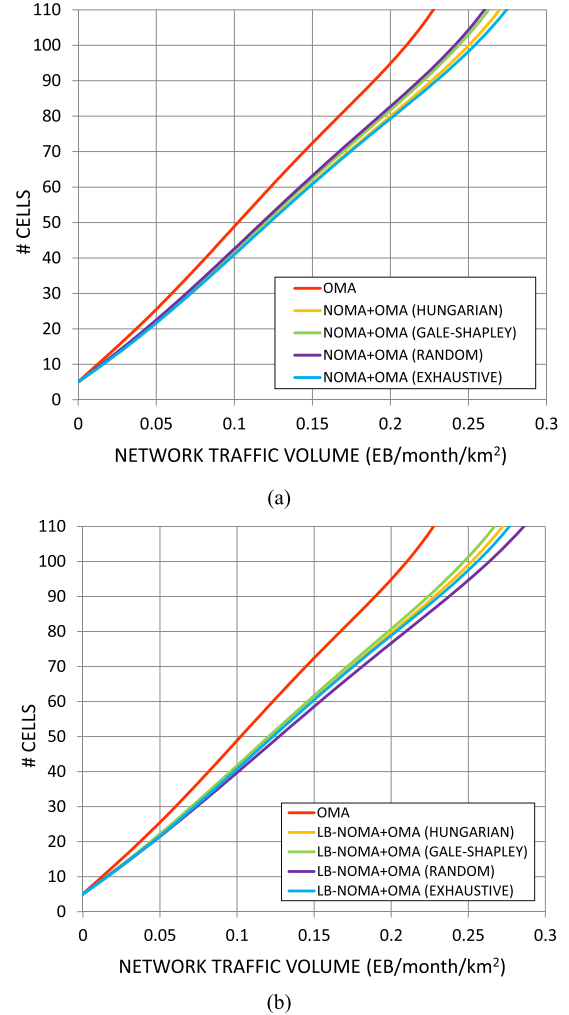 110
100
90
80
70
60
50
40
30
20
10
0
# CELLS
OMA
NOMA+OMA (HUNGARIAN)
NOMA+OMA (GALE-SHAPLEY)
NOMA+OMA (RANDOM)
NOMA+OMA (EXHAUSTIVE)
0 0.05 0.1 0.15 0.2 0.25 0.3
NETWORK TRAFFIC VOLUME (EB/month/km²)
(a)
110
100
90
80
70
60
50
40
30
20
10
0
# CELLS
OMA
LB-NOMA+OMA (HUNGARIAN)
LB-NOMA+OMA (GALE-SHAPLEY)
LB-NOMA+OMA (RANDOM)
LB-NOMA+OMA (EXHAUSTIVE)
0 0.05 0.1 0.15 0.2 0.25 0.3
NETWORK TRAFFIC VOLUME (EB/month/km²)
(b)